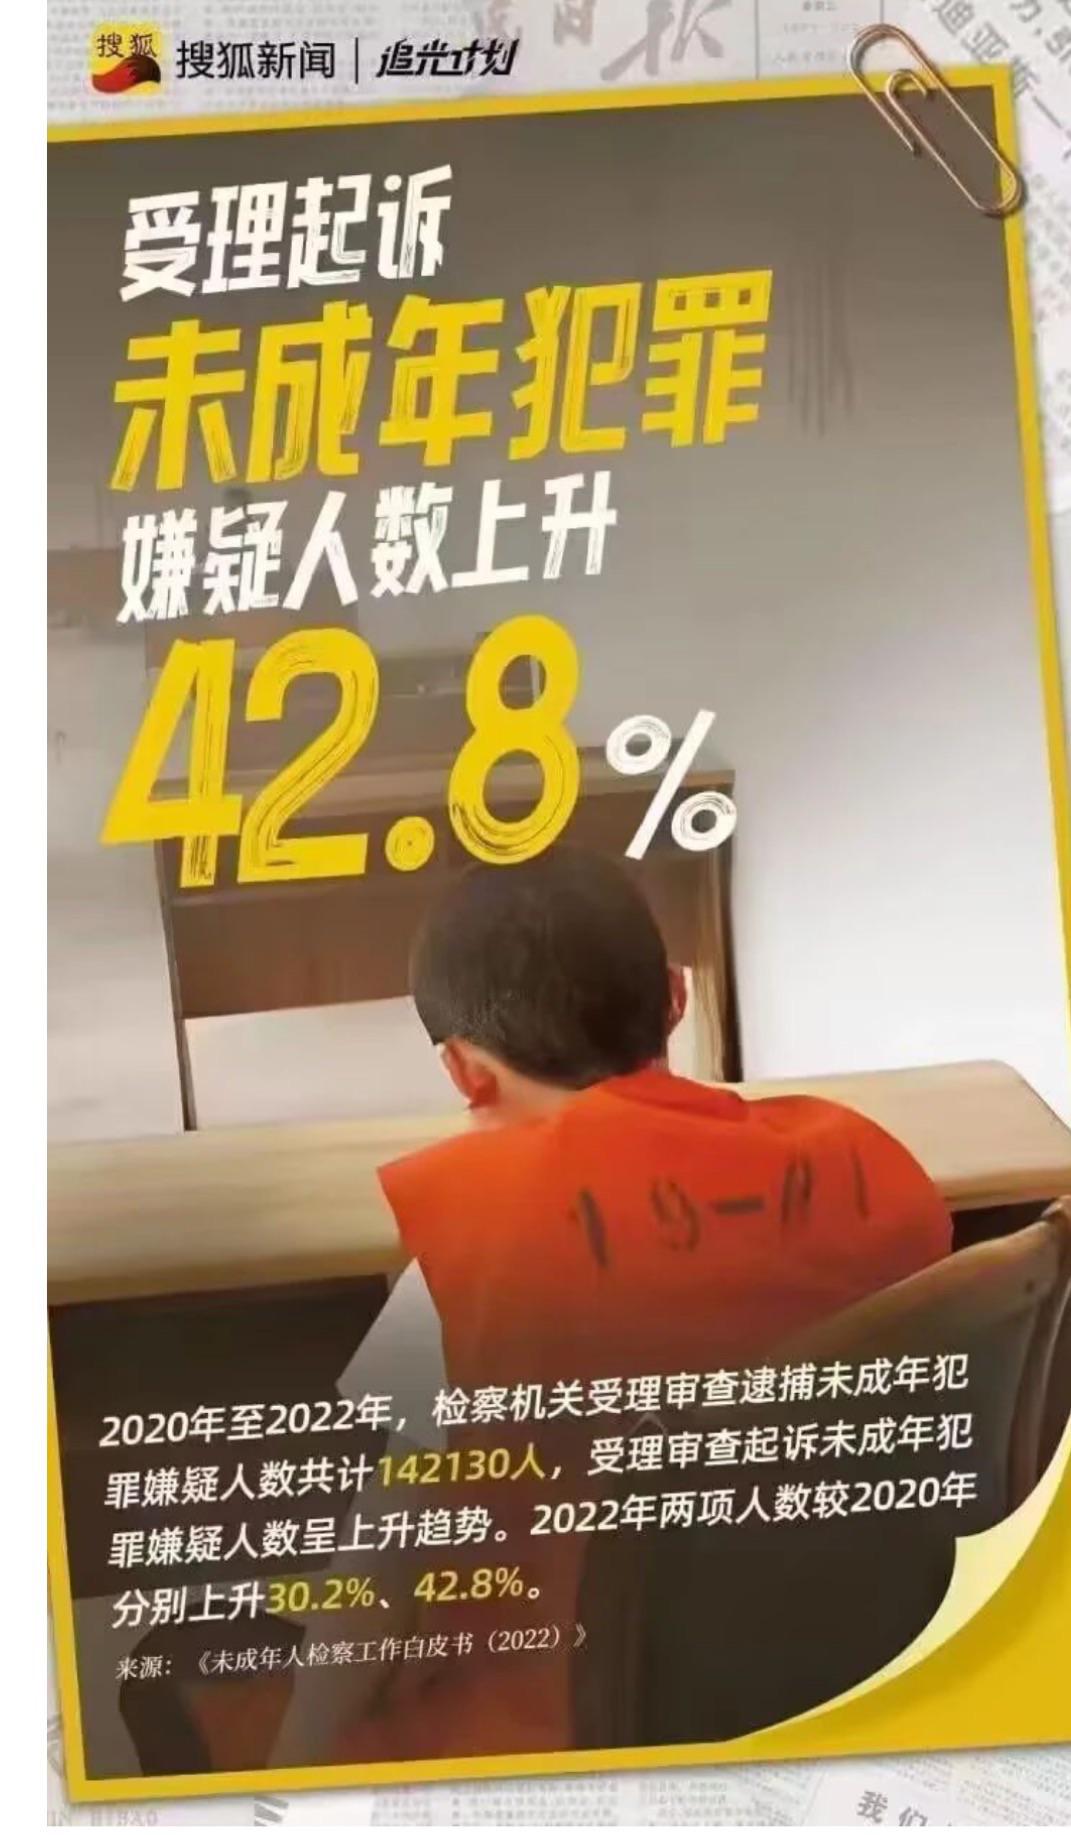 搜狐 搜狐新闻 | 追光计划
日报
受理起诉
未成年犯罪
嫌疑人数上升
42.8%
2020年至2022年，检察机关受理审查逮捕未成年犯
罪嫌疑人数共计142130人，受理审查起诉未成年犯
罪嫌疑人数呈上升趋势。2022年两项人数较2020年
分别上升30.2%、42.8%。
来源：《未成年人检察工作白皮书（2022）》
我们